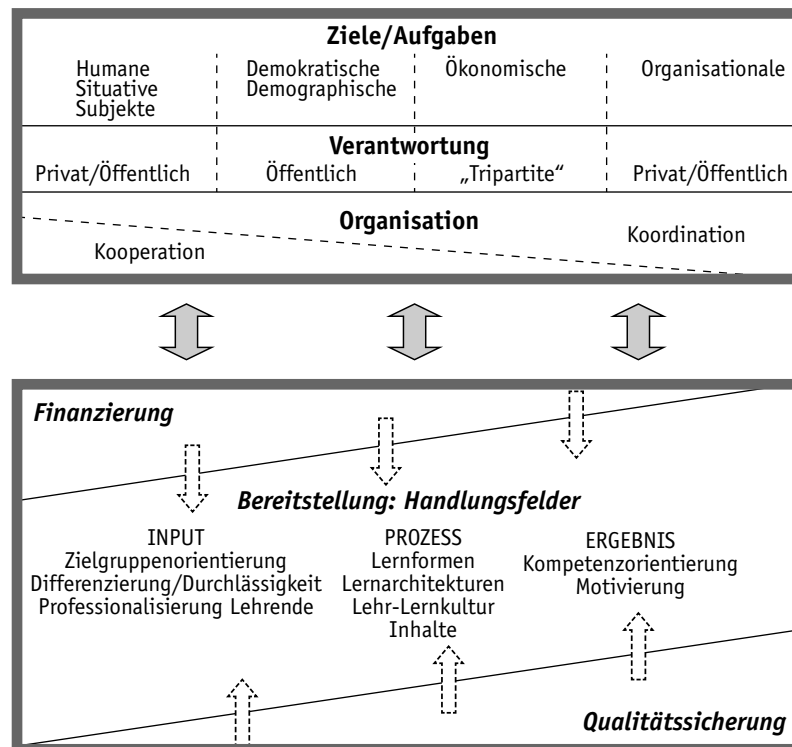 Ziele/Aufgaben
Humane
Situative
Subjekte
Demokratische
Demographische
Ökonomische
Organisationale
Verantwortung
Privat/Öffentlich
Öffentlich
„Tripartite“
Privat/Öffentlich
Organisation
Kooperation
Koordination
Finanzierung
Bereitstellung: Handlungsfelder
INPUT
Zielgruppenorientierung
Differenzierung/Durchlässigkeit
Professionalisierung Lehrende
PROZESS
Lernformen
Lernarchitekturen
Lehr-Lernkultur
Inhalte
ERGEBNIS
Kompetenzorientierung
Motivierung
Qualitätssicherung